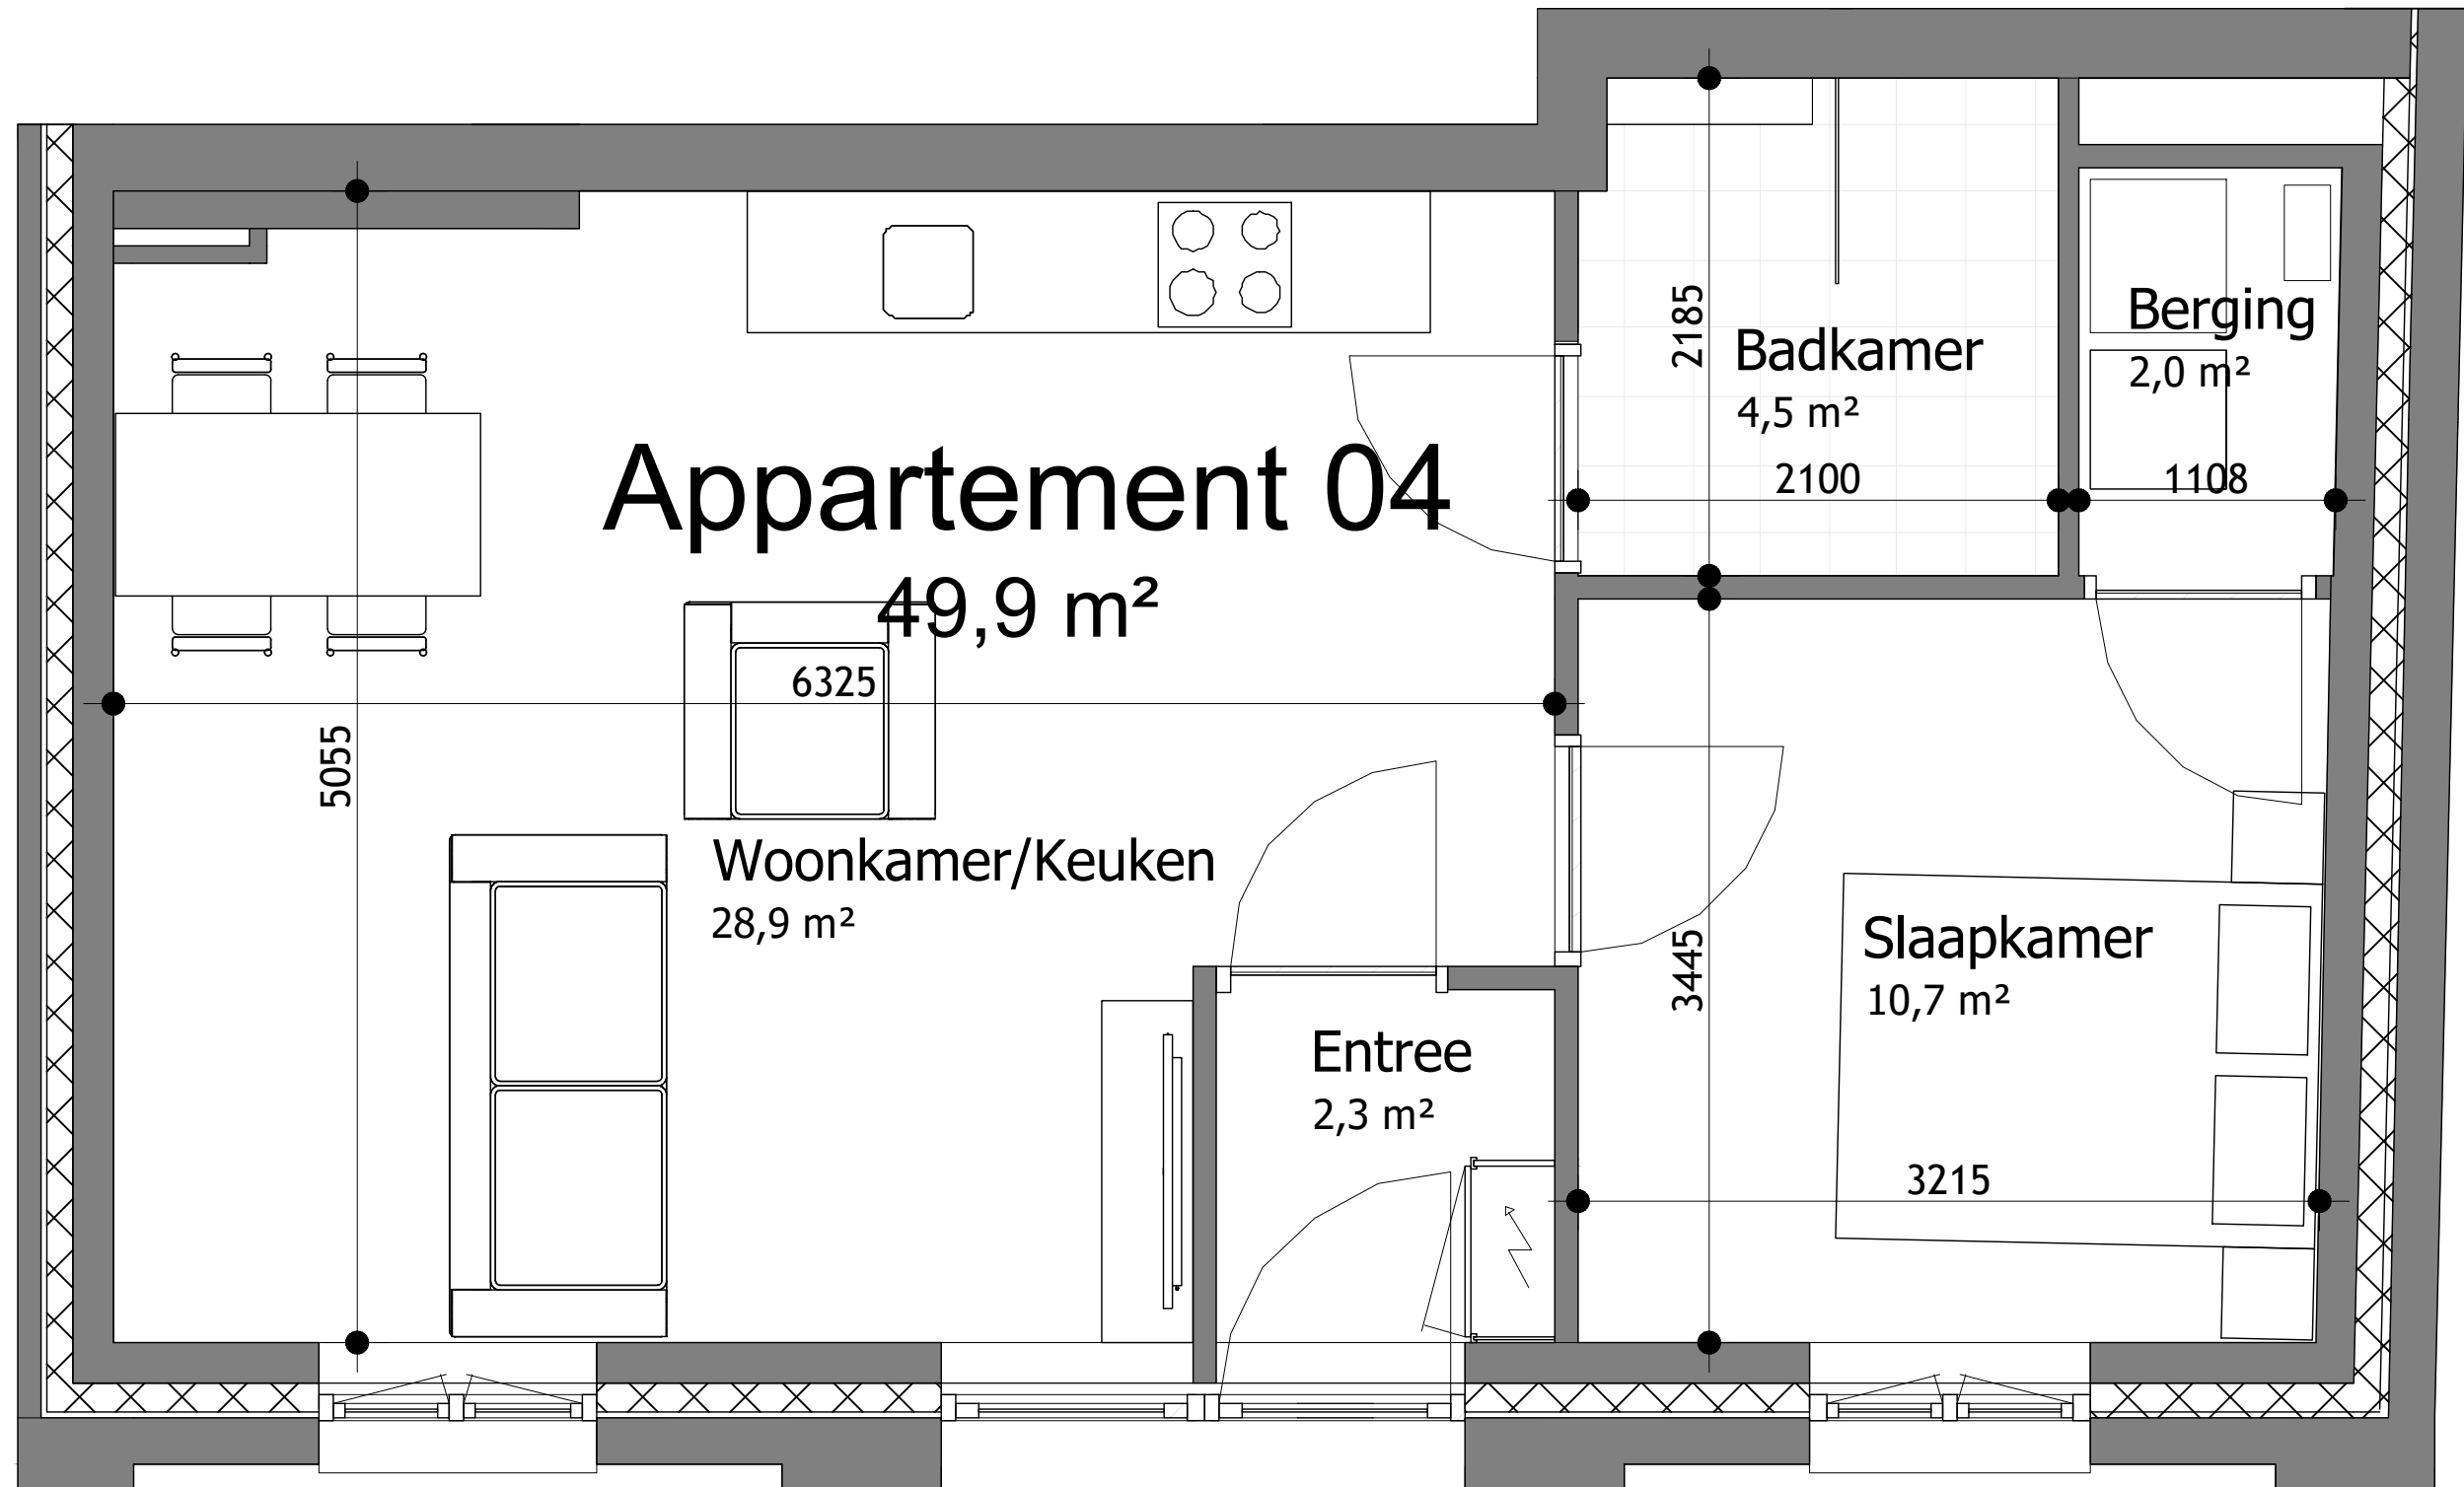 Appartement 04
49,9 m²
6325
5055
Woonkamer/Keuken
28,9 m²
Badkamer
4,5 m²
2185
2100
Berging
2,0 m²
1108
Slaapkamer
10,7 m²
3445
3215
Entree
2,3 m²